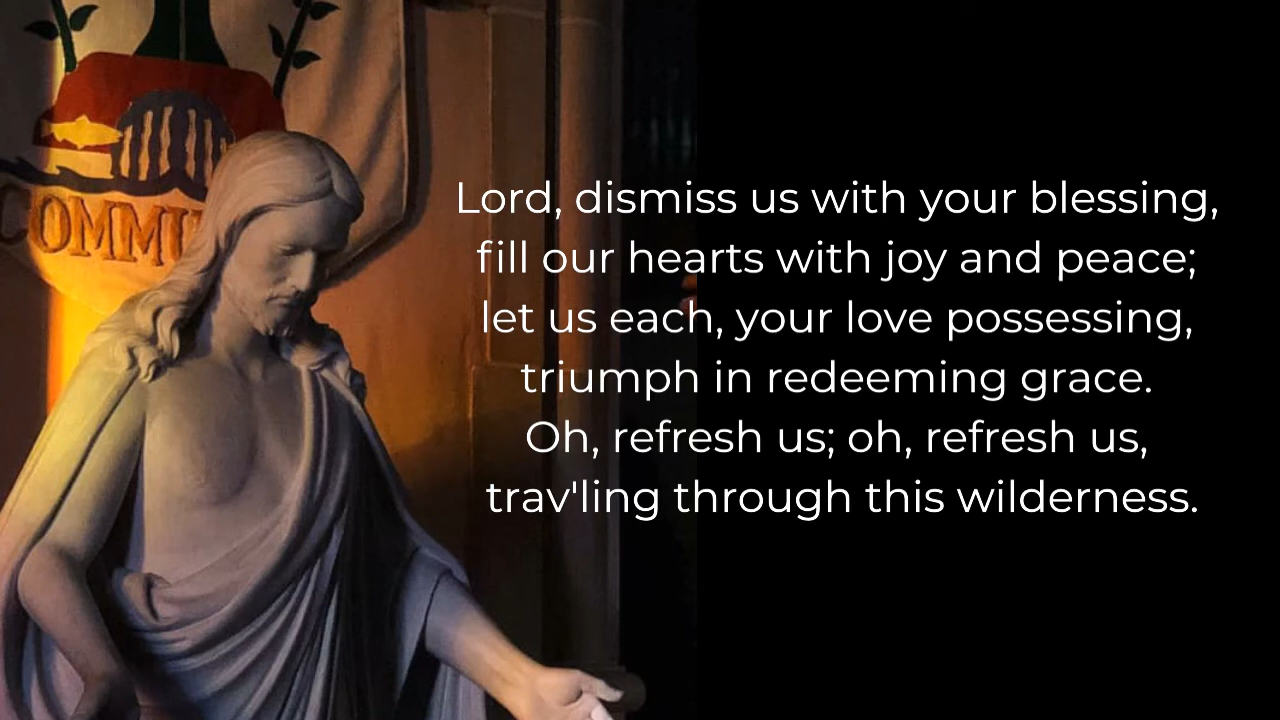 COMMU
Lord, dismiss us with your blessing,
fill our hearts with joy and peace;
let us each, your love possessing,
triumph in redeeming grace.
Oh, refresh us; oh, refresh us,
trav'ling through this wilderness.